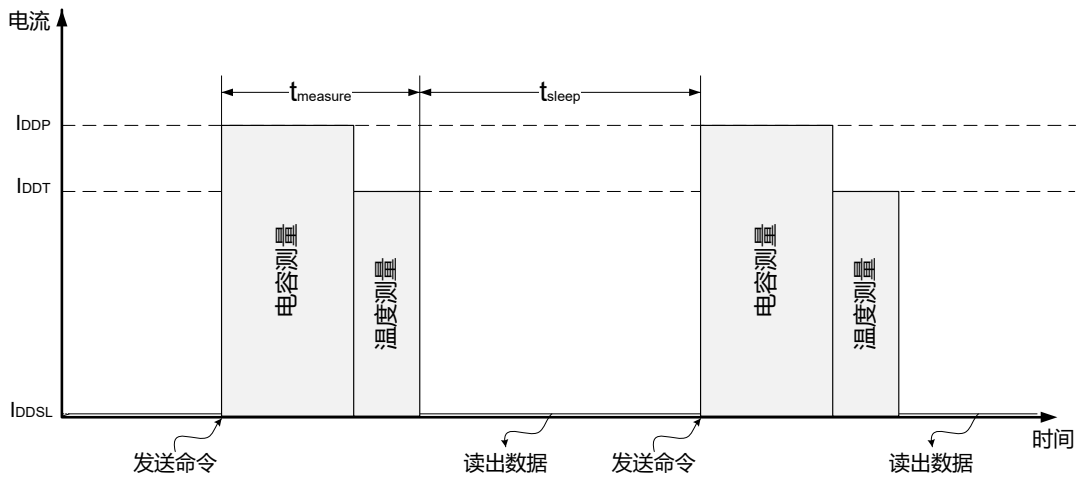 电流
tmeasure
tsleep
IDDP
IDDT
电容测量
温度测量
电容测量
温度测量
IDDSL
时间
发送命令
读出数据
发送命令
读出数据